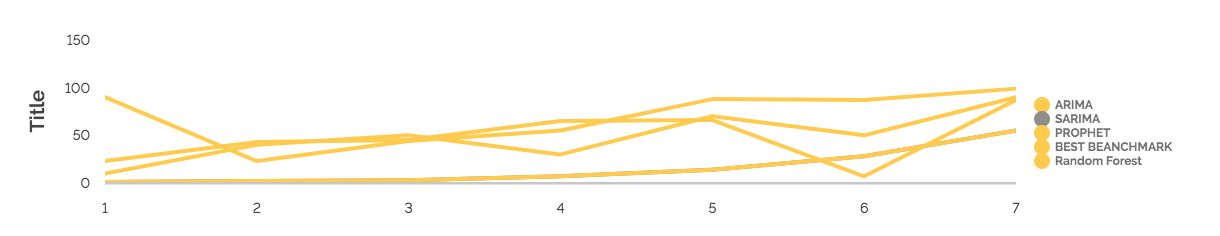 Title
150
100
50
0
1 2 3 4 5 6 7
ARIMA
SARIMA
PROPHET
BEST BEANCHMARK
Random Forest